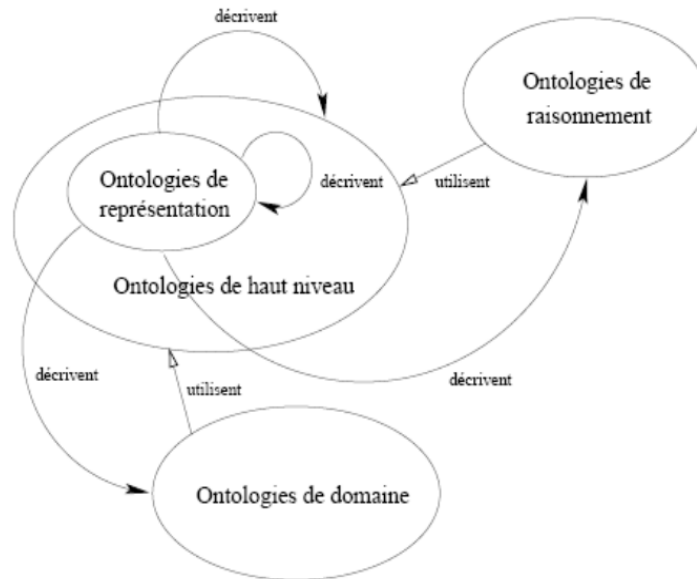 décrivent
Ontologies de
raisonnement
Ontologies de
représentation
décrivent
utilisent
Ontologies de haut niveau
décrivent
utilisent
décrivent
Ontologies de domaine